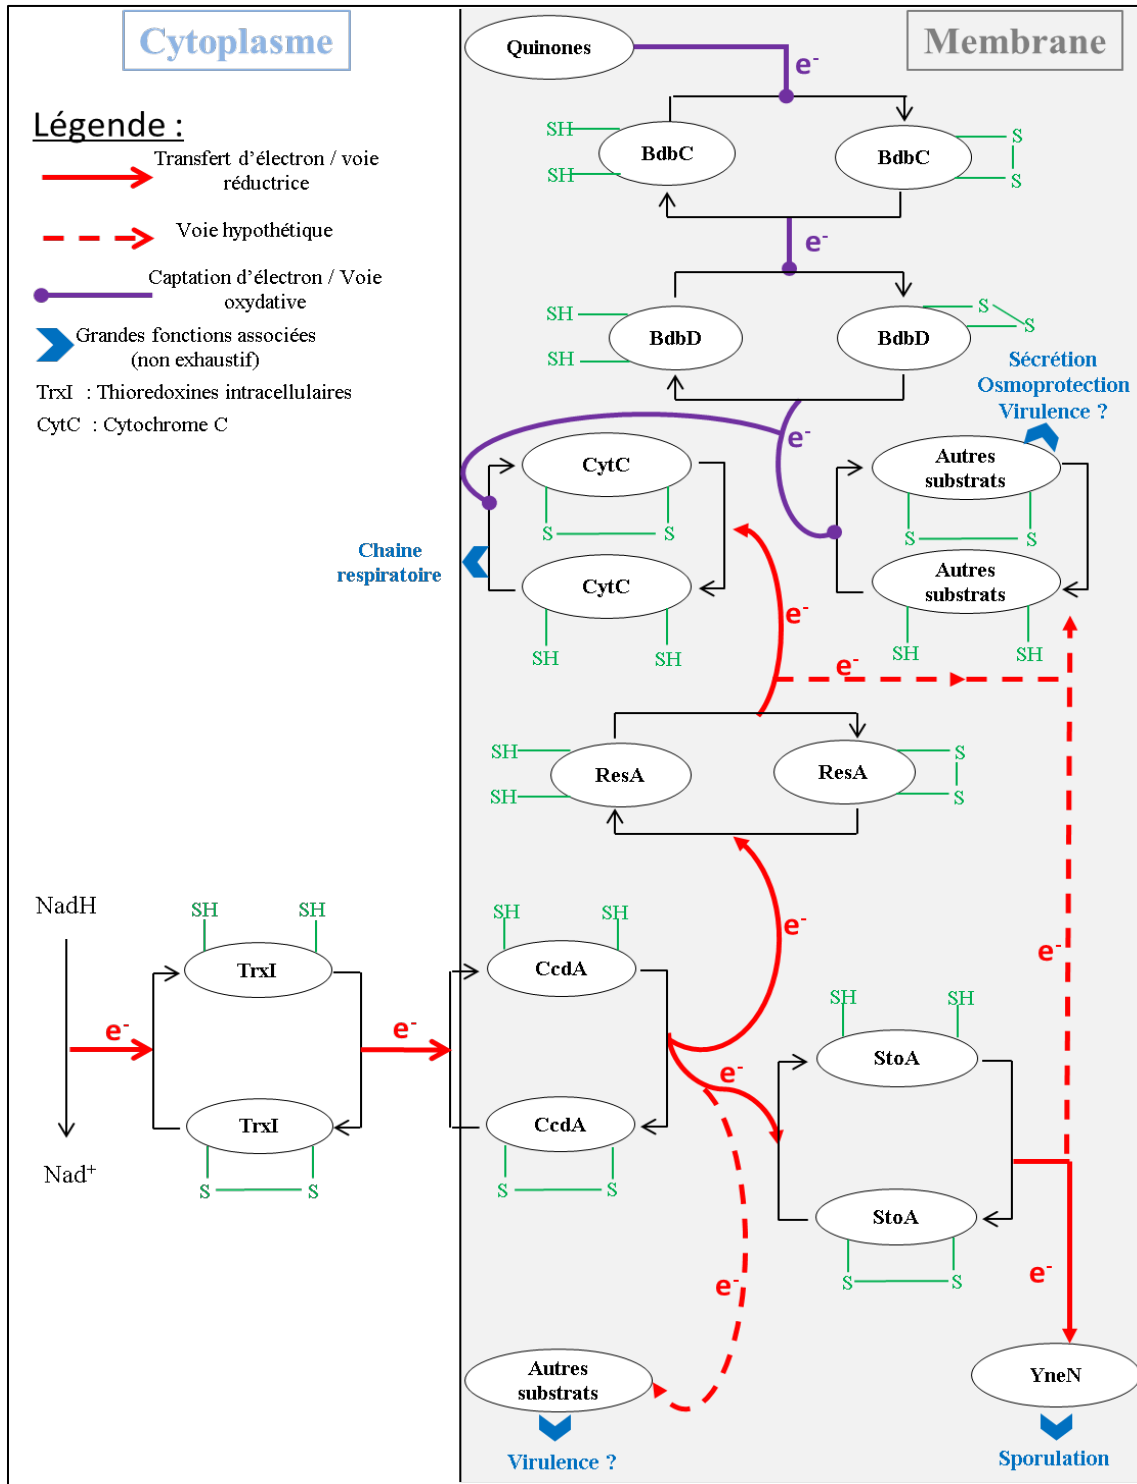 Cytoplasme
Membrane
Quinones
e-
Légende :
SH
BdbC
BdbC
S
Transfert d'électron / voie
réductrice
SH
S
Voie hypothétique
e-
Captation d'électron / Voie
oxydative
SH
BdbD
BdbD
S
S
Grandes fonctions associées
(non exhaustif)
SH
Sécrétion
Osmoprotection
Virulence ?
TrxI : Thioredoxines intracellulaires
CytC : Cytochrome C
e-
CytC
Autres
substrats
S
S
S
S
Chaine
respiratoire
CytC
Autres
substrats
e-
SH
SH
SH
SH
e-
SH
ResA
ResA
S
SH
S
NadH
SH
SH
SH
SH
e-
TrxI
CcdA
e-
SH
SH
e-
e-
StoA
e-
TrxI
CcdA
Nad+
S
S
S
S
StoA
S
S
e-
e-
Autres
substrats
YneN
Virulence ?
Sporulation